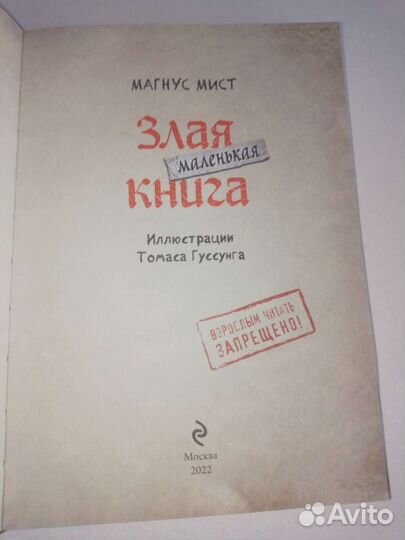 МАГНУС МИСТ
Злая
маленькая
книга
Иллюстрации
Томаса Гуссунга
ВЗРОСЛЫМ ЧИТАТЬ
ЗАПРЕЩЕНО!
Москва
2022
Avito